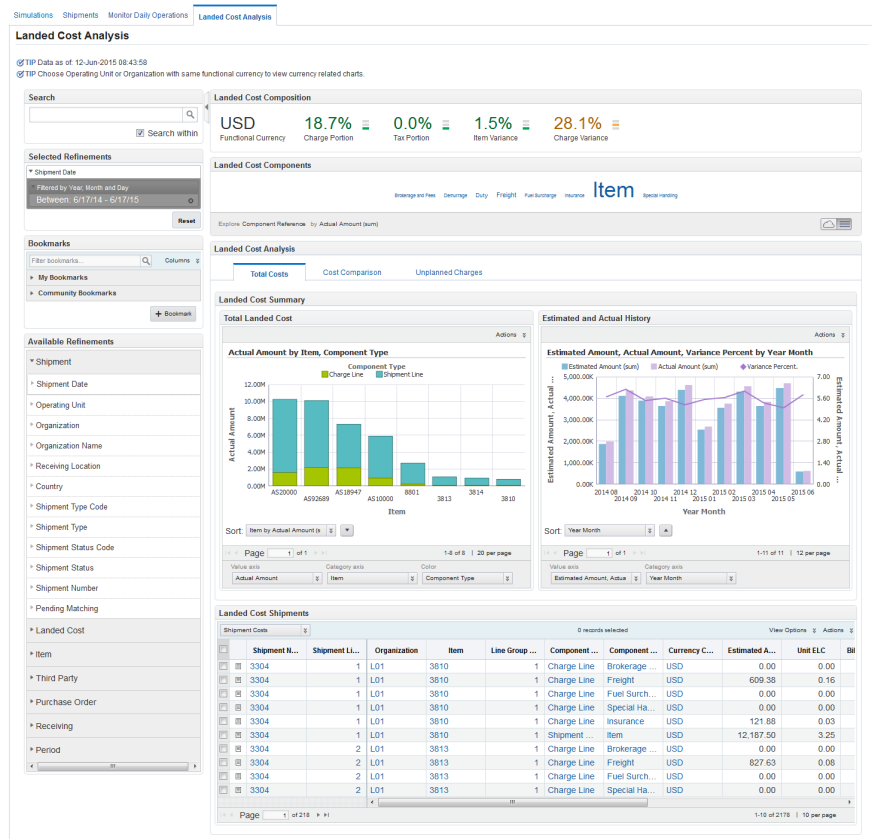 Simulations Shipments Monitor Daily Operations Landed Cost Analysis
Landed Cost Analysis
TIP Data as of: 12-Jun-2015 08:43:58
TIP Choose Operating Unit or Organization with same functional currency to view currency related charts.
Search
Search within
Selected Refinements
Shipment Date
Filtered by Year, Month and Day
Between: 6/17/14 - 6/17/15
Reset
Bookmarks
Filter bookmarks... Columns
My Bookmarks
Community Bookmarks
+ Bookmark
Available Refinements
Shipment
Shipment Date
Operating Unit
Organization
Organization Name
Receiving Location
Country
Shipment Type Code
Shipment Type
Shipment Status Code
Shipment Status
Shipment Number
Pending Matching
Landed Cost
Item
Third Party
Purchase Order
Receiving
Period
Landed Cost Composition
USD 18.7% 0.0% 1.5% 28.1%
Functional Currency Charge Portion Tax Portion Item Variance Charge Variance
Landed Cost Components
Brokerage and Fees Demurrage Duty Freight Fuel Surcharge Insurance Item Special Handling
Explore Component Reference by Actual Amount (sum)
Landed Cost Analysis
Total Costs Cost Comparison Unplanned Charges
Landed Cost Summary
Total Landed Cost
Actions
Actual Amount by Item, Component Type
Component Type
Charge Line Shipment Line
12.00M
10.00M
8.00M
6.00M
4.00M
2.00M
0.00M
Actual Amount
AS20000 AS92689 AS18947 AS10000 8801 3813 3814 3810
Item
Sort: Item by Actual Amount (s
Page 1 of 1 1-8 of 8 | 20 per page
Value axis Category axis Color
Actual Amount Item Component Type
Estimated and Actual History
Actions
Estimated Amount, Actual Amount, Variance Percent by Year Month
Estimated Amount (sum) Actual Amount (sum) Variance Percent.
5,000.00K
4,000.00K
3,000.00K
2,000.00K
1,000.00K
0.00K
Estimated Amount, Actual ...
7.00
5.60
4.20
2.80
1.40
0.00
Estimated Amount, Actual ...
2014 08 2014 09 2014 10 2014 11 2014 12 2015 01 2015 02 2015 03 2015 04 2015 05 2015 06
Year Month
Sort: Year Month
Page 1 of 1 1-11 of 11 | 12 per page
Value axis Category axis
Estimated Amount, Actua Year Month
Landed Cost Shipments
Shipment Costs 0 records selected View Options Actions
Shipment N... Shipment Li... Organization Item Line Group ... Component ... Component ... Currency C... Estimated A... Unit ELC Bil
3304 1 L01 3810 1 Charge Line Brokerage ... USD 0.00 0.00
3304 1 L01 3810 1 Charge Line Freight USD 609.38 0.16
3304 1 L01 3810 1 Charge Line Fuel Surch... USD 0.00 0.00
3304 1 L01 3810 1 Charge Line Special Ha... USD 0.00 0.00
3304 1 L01 3810 1 Charge Line Insurance USD 121.88 0.03
3304 1 L01 3810 1 Shipment ... Item USD 12,187.50 3.25
3304 2 L01 3813 1 Charge Line Brokerage ... USD 0.00 0.00
3304 2 L01 3813 1 Charge Line Freight USD 827.63 0.08
3304 2 L01 3813 1 Charge Line Fuel Surch... USD 0.00 0.00
3304 2 L01 3813 1 Charge Line Special Ha... USD 0.00 0.00
Page 1 of 218 1-10 of 2178 | 10 per page